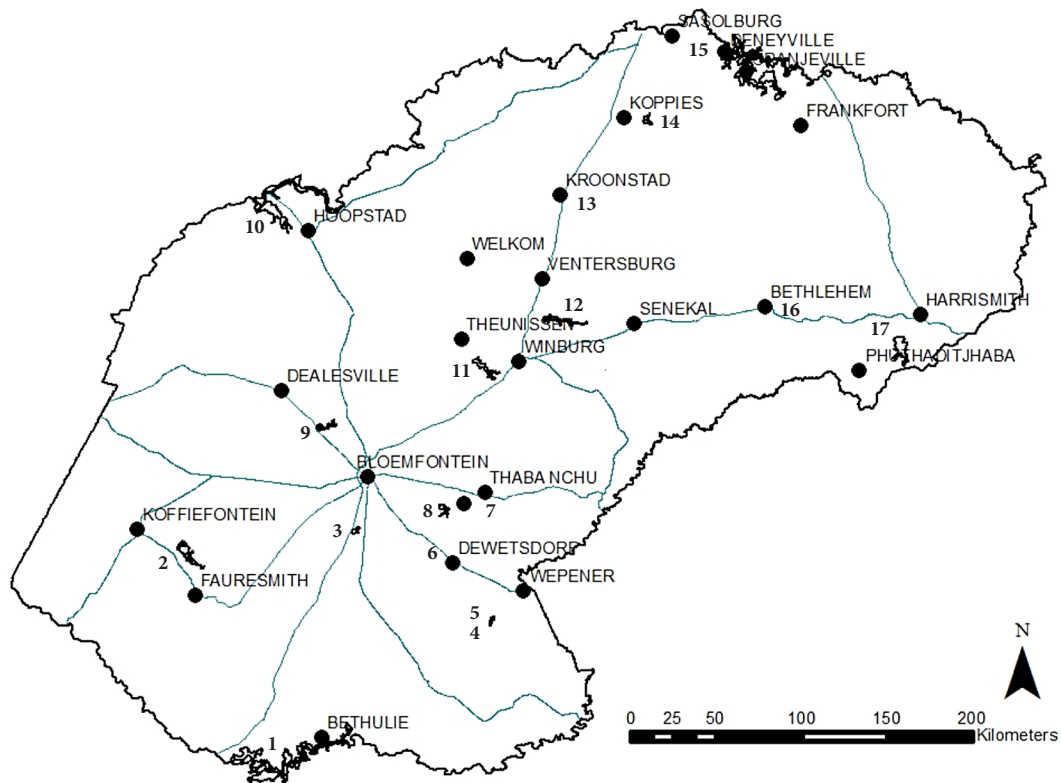 SASOLBURG
15
DENEYVILLE
ORANJEVILLE
KOPPIES
14
FRANKFORT
KROONSTAD
13
10
HOOPSTAD
WELKOM
VENTERSBURG
12
BETHLEHEM
16
HARRISMITH
SENEKAL
THEUNISSEN
17
WINBURG
11
PHUTHADITJHABA
DEALESVILLE
9
BLOEMFONTEIN
THABA NCHU
8
7
KOFFIEFONTEIN
3
2
6
DEWETSDORP
FAURESMITH
WEPENER
5
4
N
BETHULIE
1
0 25 50 100 150 200
Kilometers